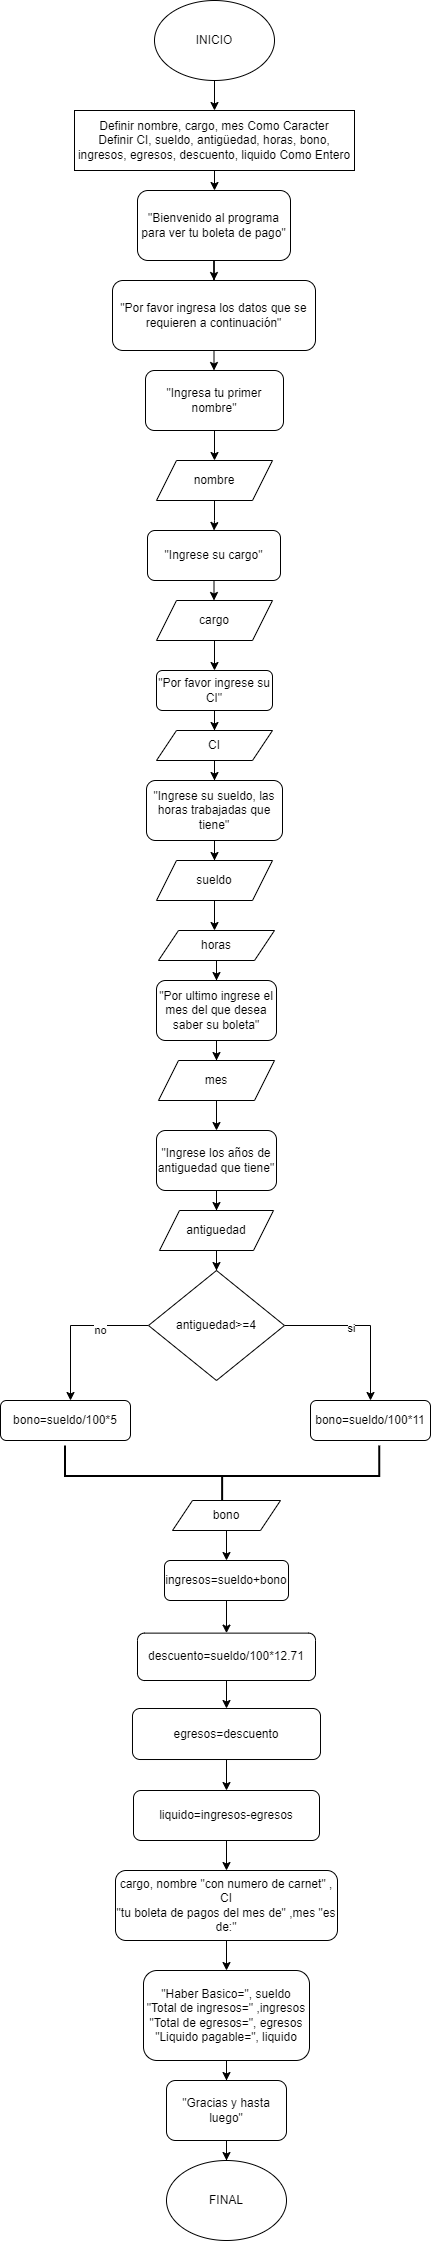 INICIO
Definir nombre, cargo, mes Como Caracter
Definir CI, sueldo, antigüedad, horas, bono,
ingresos, egresos, descuento, liquido Como Entero
"Bienvenido al programa
para ver tu boleta de pago"
"Por favor ingresa los datos que se
requieren a continuación"
"Ingresa tu primer
nombre"
nombre
"Ingrese su cargo"
cargo
"Por favor ingrese su
CI"
CI
"Ingrese su sueldo, las
horas trabajadas que
tiene"
sueldo
horas
"Por ultimo ingrese el
mes del que desea
saber su boleta"
mes
"Ingrese los años de
antiguedad que tiene"
antiguedad
antiguedad>=4
no
si
bono=sueldo/100*5
bono=sueldo/100*11
bono
ingresos=sueldo+bono
descuento=sueldo/100*12.71
egresos=descuento
liquido=ingresos-egresos
cargo, nombre "con numero de carnet" ,
CI
"tu boleta de pagos del mes de" ,mes "es
de:"
"Haber Basico=", sueldo
"Total de ingresos=" ,ingresos
"Total de egresos=", egresos
"Liquido pagable=", liquido
"Gracias y hasta
luego"
FINAL